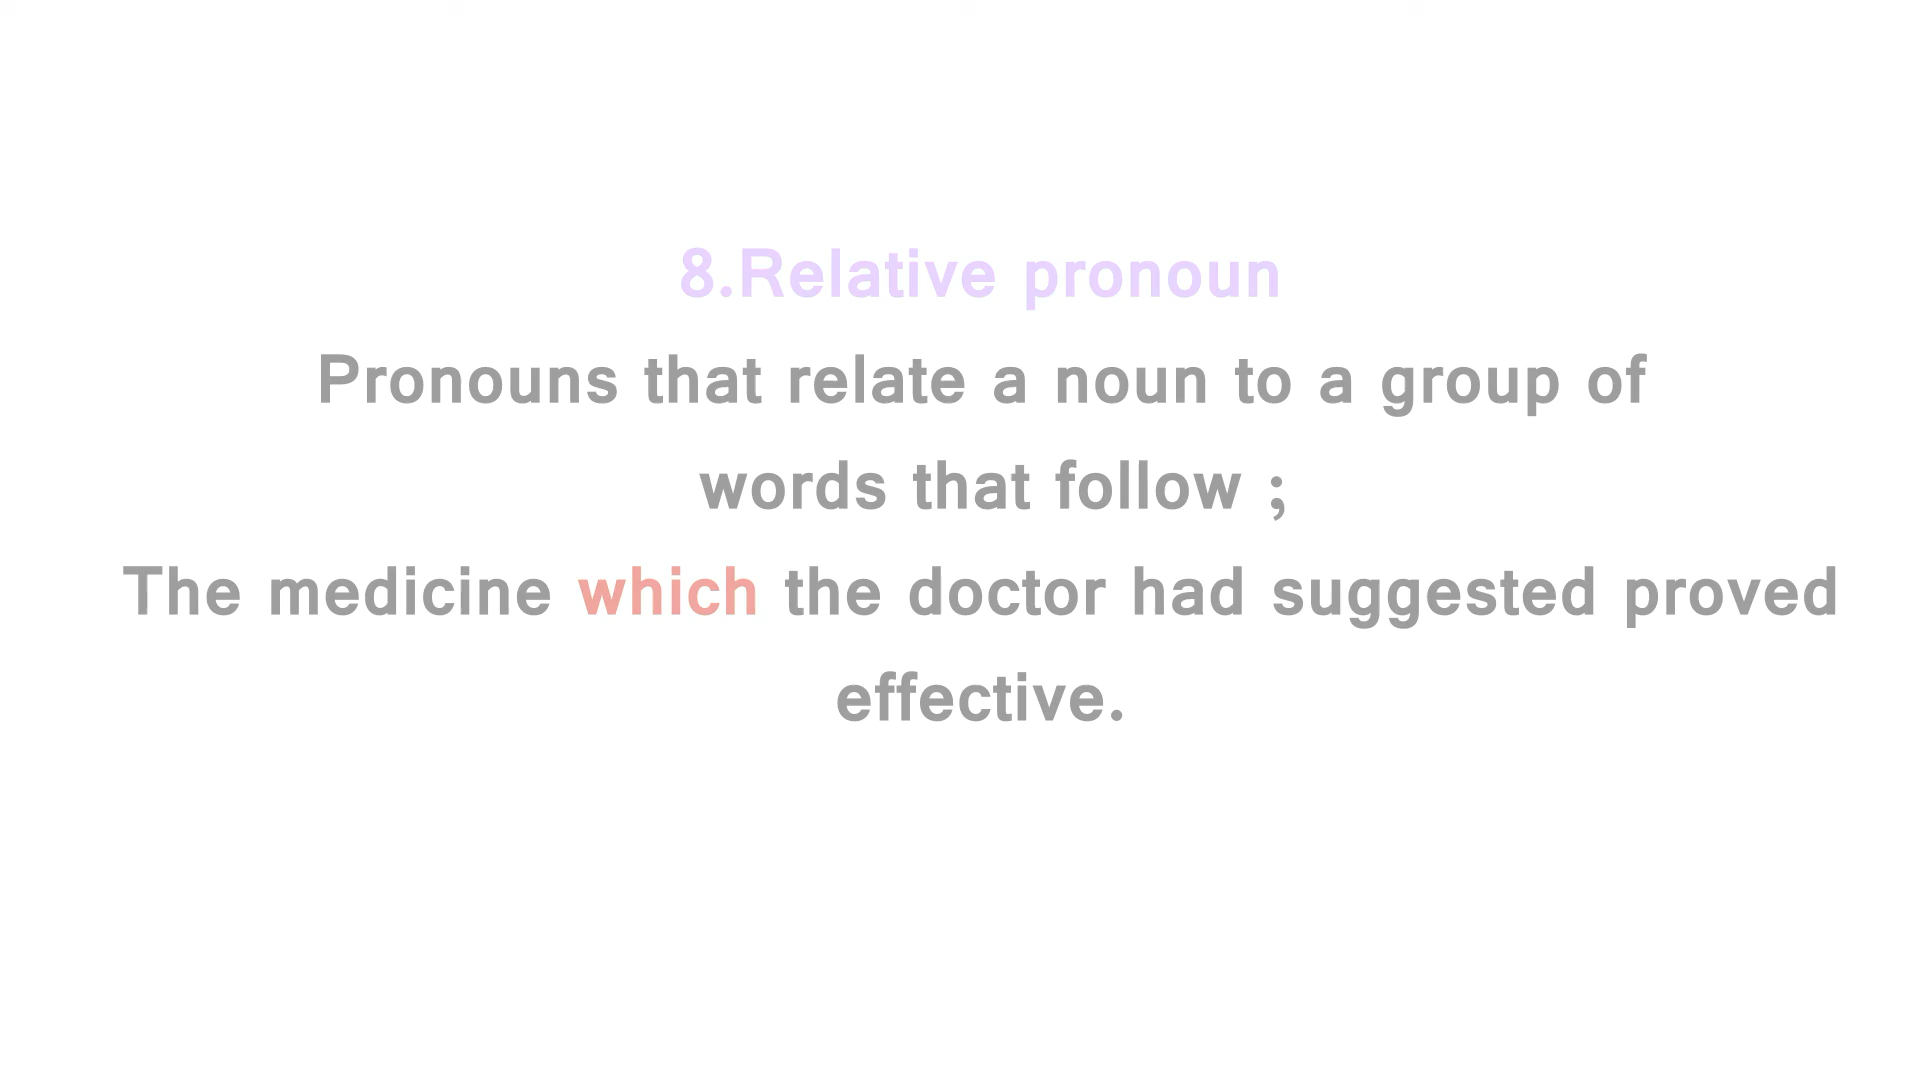 8.Relative pronoun
Pronouns that relate a noun to a group of
words that follow ;
The medicine which the doctor had suggested proved
effective.